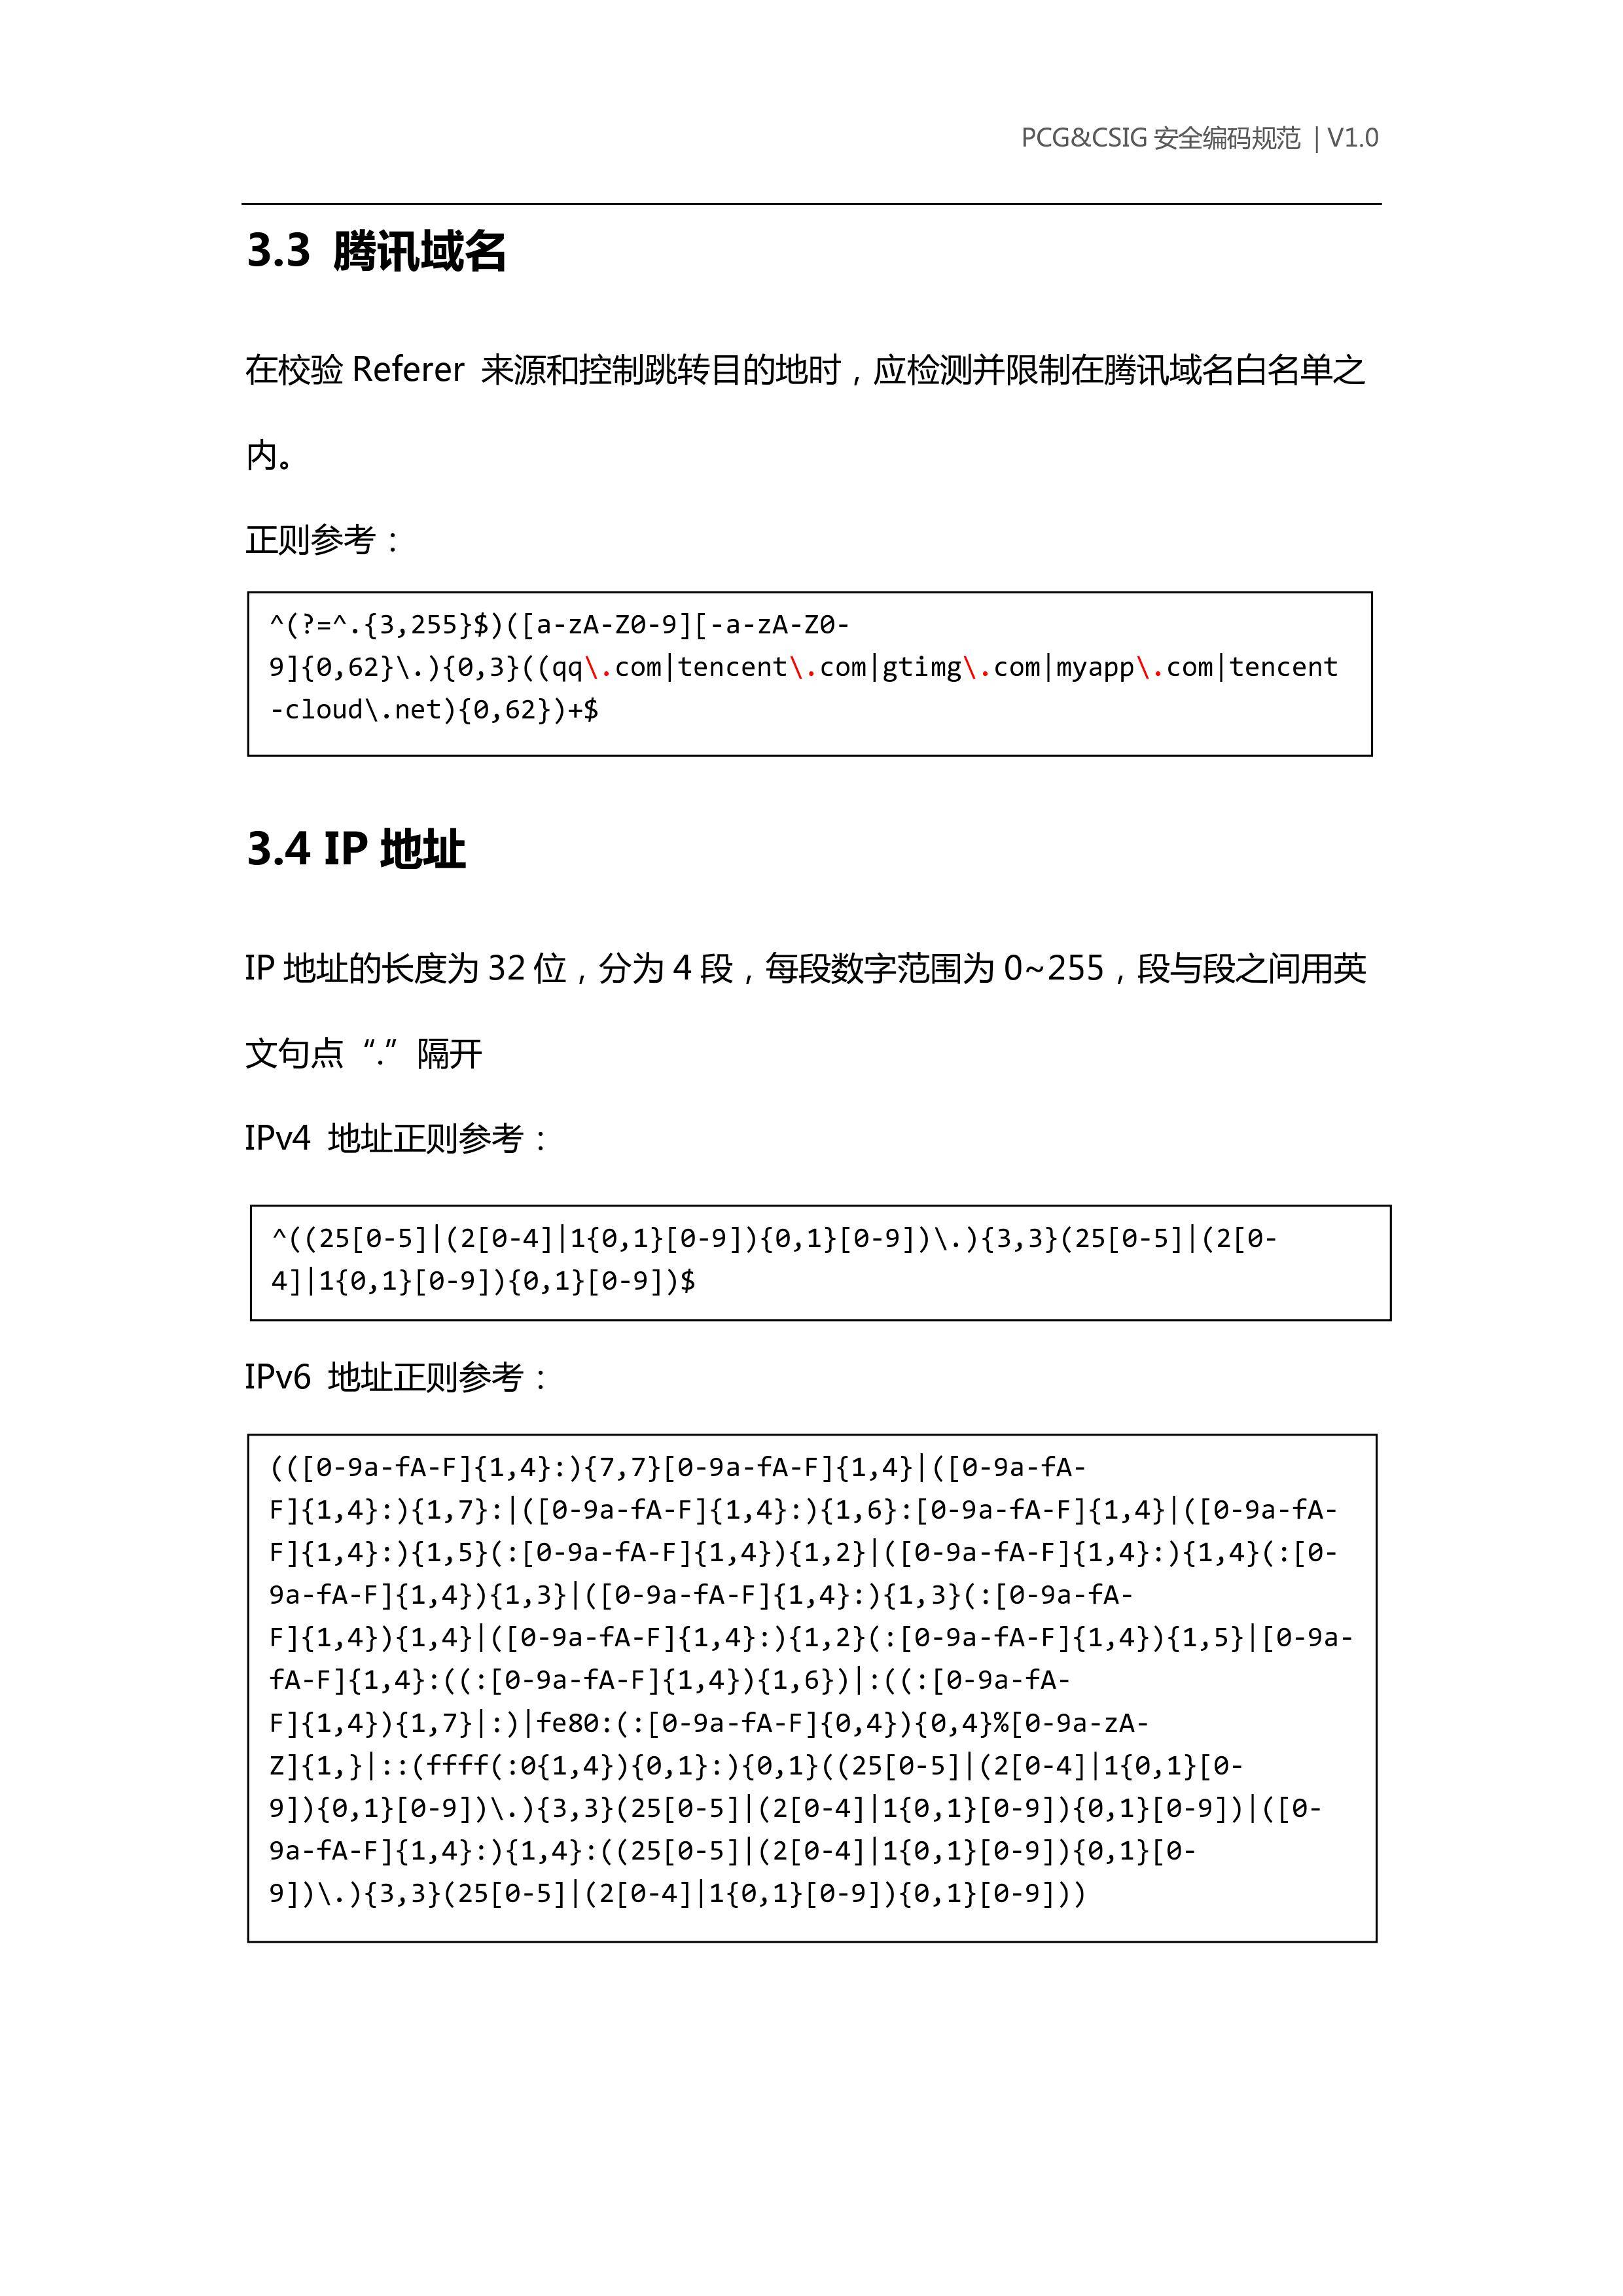 PCG&CSIG 安全编码规范 | V1.0
3.3 腾讯域名
在校验 Referer 来源和控制跳转目的地时，应检测并限制在腾讯域名白名单之
内。
正则参考：
^(?=^.{3,255}$)([a-zA-Z0-9][-a-zA-Z0-
9]{0,62}\.){0,3}((qq\.com|tencent\.com|gtimg\.com|myapp\.com|tencent
-cloud\.net){0,62})+$
3.4 IP 地址
IP 地址的长度为 32 位，分为 4 段，每段数字范围为 0~255，段与段之间用英
文句点“.”隔开
IPv4 地址正则参考：
^((25[0-5]|(2[0-4]|1{0,1}[0-9]){0,1}[0-9])\.){3,3}(25[0-5]|(2[0-
4]|1{0,1}[0-9]){0,1}[0-9])$
IPv6 地址正则参考：
(([0-9a-fA-F]{1,4}:){7,7}[0-9a-fA-F]{1,4}|([0-9a-fA-
F]{1,4}:){1,7}:|([0-9a-fA-F]{1,4}:){1,6}:[0-9a-fA-F]{1,4}|([0-9a-fA-
F]{1,4}:){1,5}(:[0-9a-fA-F]{1,4}){1,2}|([0-9a-fA-F]{1,4}:){1,4}(:[0-
9a-fA-F]{1,4}){1,3}|([0-9a-fA-F]{1,4}:){1,3}(:[0-9a-fA-
F]{1,4}){1,4}|([0-9a-fA-F]{1,4}:){1,2}(:[0-9a-fA-F]{1,4}){1,5}|[0-9a-
fA-F]{1,4}:((:[0-9a-fA-F]{1,4}){1,6})|:((:[0-9a-fA-
F]{1,4}){1,7}|:)|fe80:(:[0-9a-fA-F]{0,4}){0,4}%[0-9a-zA-
Z]{1,}|::(ffff(:0{1,4}){0,1}:){0,1}((25[0-5]|(2[0-4]|1{0,1}[0-
9]){0,1}[0-9])\.){3,3}(25[0-5]|(2[0-4]|1{0,1}[0-9]){0,1}[0-9])|([0-
9a-fA-F]{1,4}:){1,4}:((25[0-5]|(2[0-4]|1{0,1}[0-9]){0,1}[0-
9])\.){3,3}(25[0-5]|(2[0-4]|1{0,1}[0-9]){0,1}[0-9]))